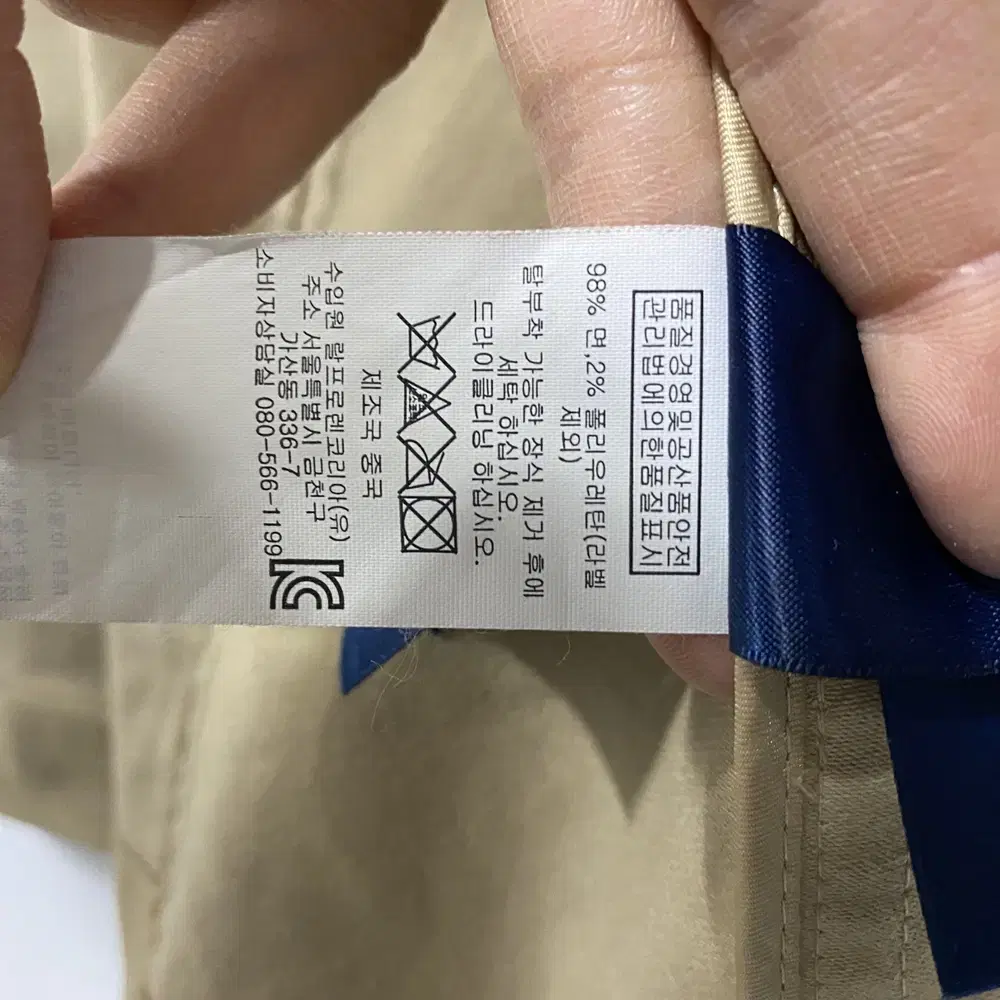 품질경영및공산품안전
관리법에의한품질표시
98% 면,2% 폴리우레탄(라벨
제외)
탈부착 가능한 장식 제거 후에
세탁 하십시오.
드라이클리닝 하십시오.
제조국 중국
수입원 랄프로렌코리아(유)
주소 서울특별시 금천구
가산동 336-7
소비자상담실 080-566-1199